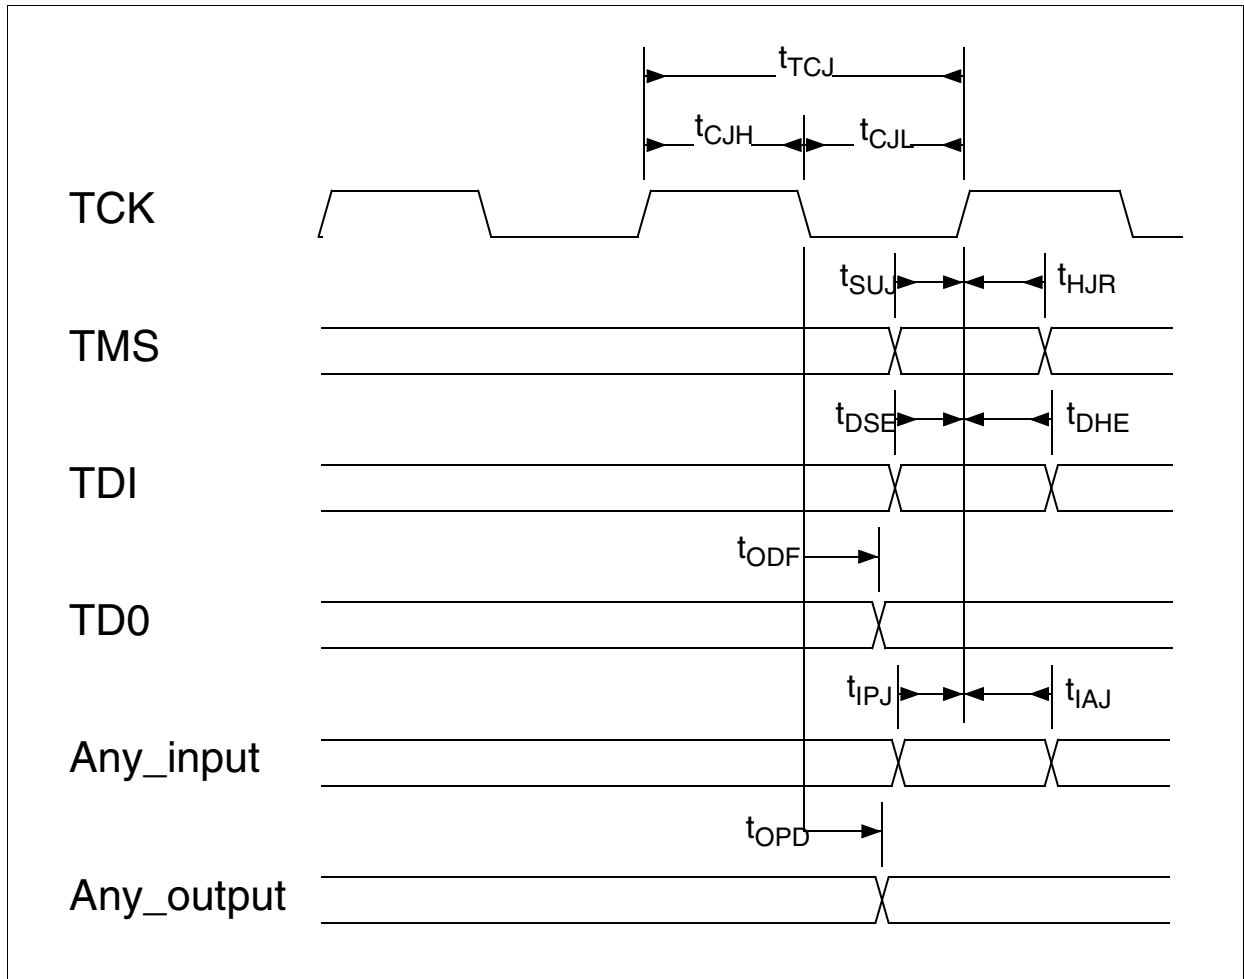 tTCJ
tCJH tCJL
TCK
tSUJ tHJR
TMS
tDSE tDHE
TDI
tODF
TD0
tIPJ tIAJ
Any_input
tOPD
Any_output